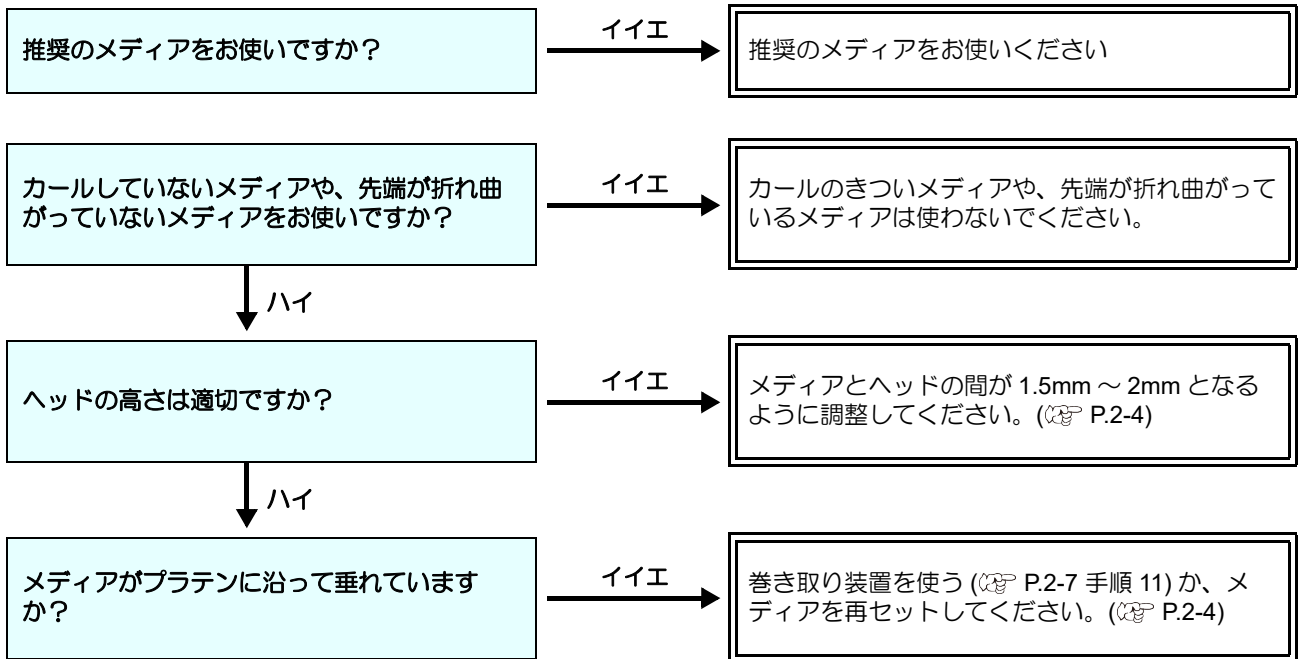 推奨のメディアをお使いですか？
イイエ
推奨のメディアをお使いください
カールしていないメディアや、先端が折れ曲
がっていないメディアをお使いですか？
イイエ
カールのきついメディアや、先端が折れ曲がって
いるメディアは使わないでください。
ハイ
ヘッドの高さは適切ですか？
イイエ
メディアとヘッドの間が 1.5mm ～ 2mm となる
ように調整してください。(☞ P.2-4)
ハイ
メディアがプラテンに沿って垂れています
か？
イイエ
巻き取り装置を使う (☞ P.2-7 手順 11) か、メ
ディアを再セットしてください。(☞ P.2-4)